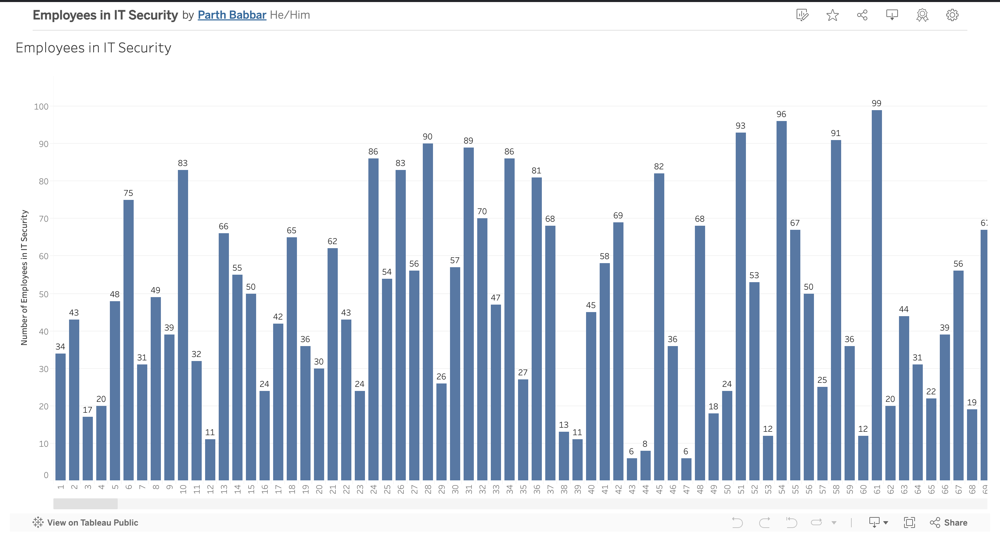 Employees in IT Security by Parth Babbar He/Him
Employees in IT Security
Number of Employees in IT Security
100
90
80
70
60
50
40
30
20
10
0
34 43 17 20 48 75 31 49 39 83 32 11 66 55 50 24 42 65 36 30 62 43 24 86 54 83 56 90 26 57 89 70 47 86 27 81 68 13 11 45 58 69 6 8 82 36 6 68 18 24 93 53 12 96 67 50 25 91 36 12 99 20 44 31 22 39 56 19
1 2 3 4 5 6 7 8 9 10 11 12 13 14 15 16 17 18 19 20 21 22 23 24 25 26 27 28 29 30 31 32 33 34 35 36 37 38 39 40 41 42 43 44 45 46 47 48 49 50 51 52 53 54 55 56 57 58 59 60 61 62 63 64 65 66 67 68
View on Tableau Public
Share